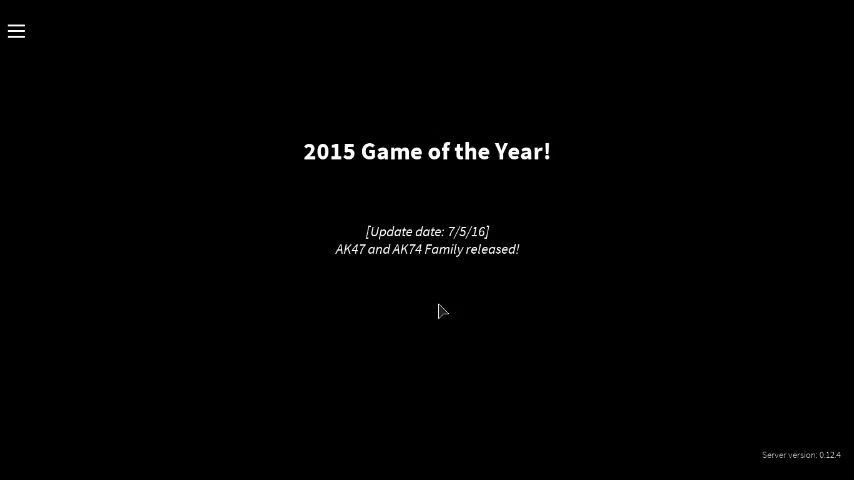 2015 Game of the Year!
[Update date: 7/5/16]
AK47 and AK74 Family released!
Server version: 0.12.4